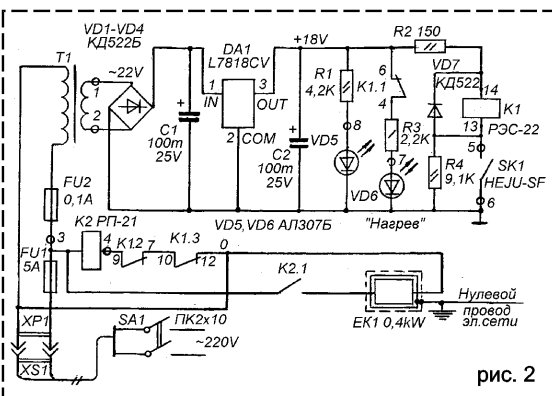 VD1-VD4
КД522Б
T1
~22V
1
2
DA1
L7818CV
1
IN
3
OUT
2
COM
+18V
C1
100m
25V
C2
100m
25V
R1
4,2K
8
VD5
K1.1
6
4
R3
2,2K
7
VD6
"Нагрев"
R2 150
VD7
КД522
14
K1
13
РЭС-22
R4
9,1K
5
SK1
HEJU-SF
6
FU2
0,1A
VD5,VD6 АЛ307Б
3
K2 РП-21
4
K1.2
9
7
K1.3
10
12
0
FU1
5A
K2.1
EK1 0,4kW
Нулевой
провод
эл.сети
XP1
XS1
SA1
ПК2х10
~220V
рис. 2